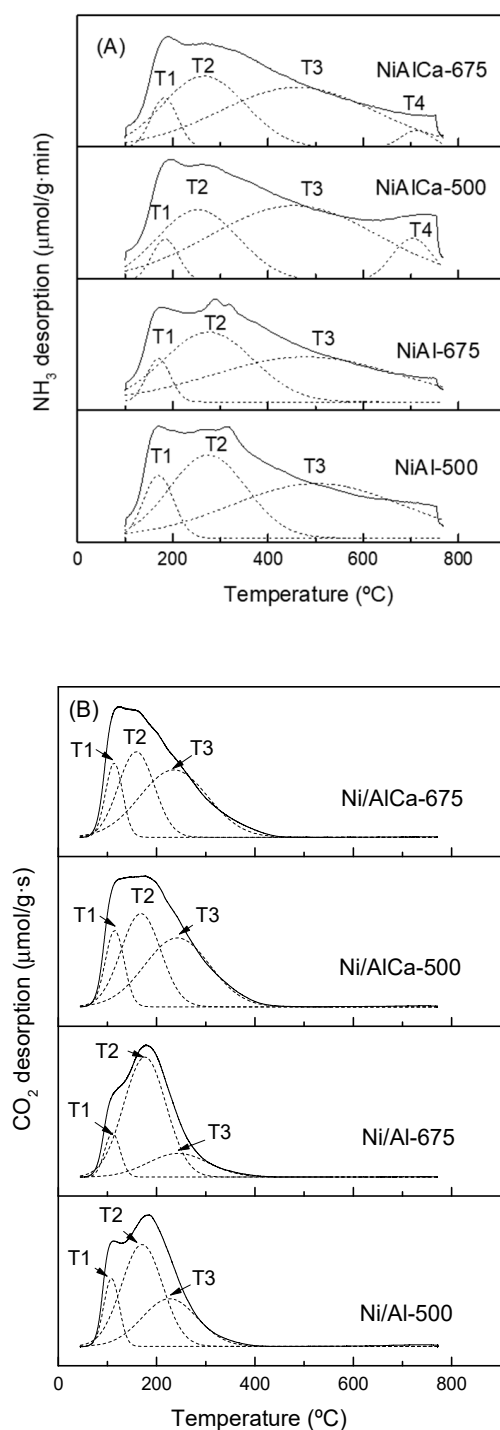 (A)
T1
T2
T3
T4
NiAlCa-675
T1
T2
T3
T4
NiAlCa-500
T1
T2
T3
NiAl-675
T1
T2
T3
NiAl-500
NH₃ desorption (μmol/g·min)
0 200 400 600 800
Temperature (ºC)
(B)
T1
T2
T3
Ni/AlCa-675
T1
T2
T3
Ni/AlCa-500
T2
T1
T3
Ni/Al-675
T2
T1
T3
Ni/Al-500
CO₂ desorption (μmol/g·s)
0 200 400 600 800
Temperature (ºC)